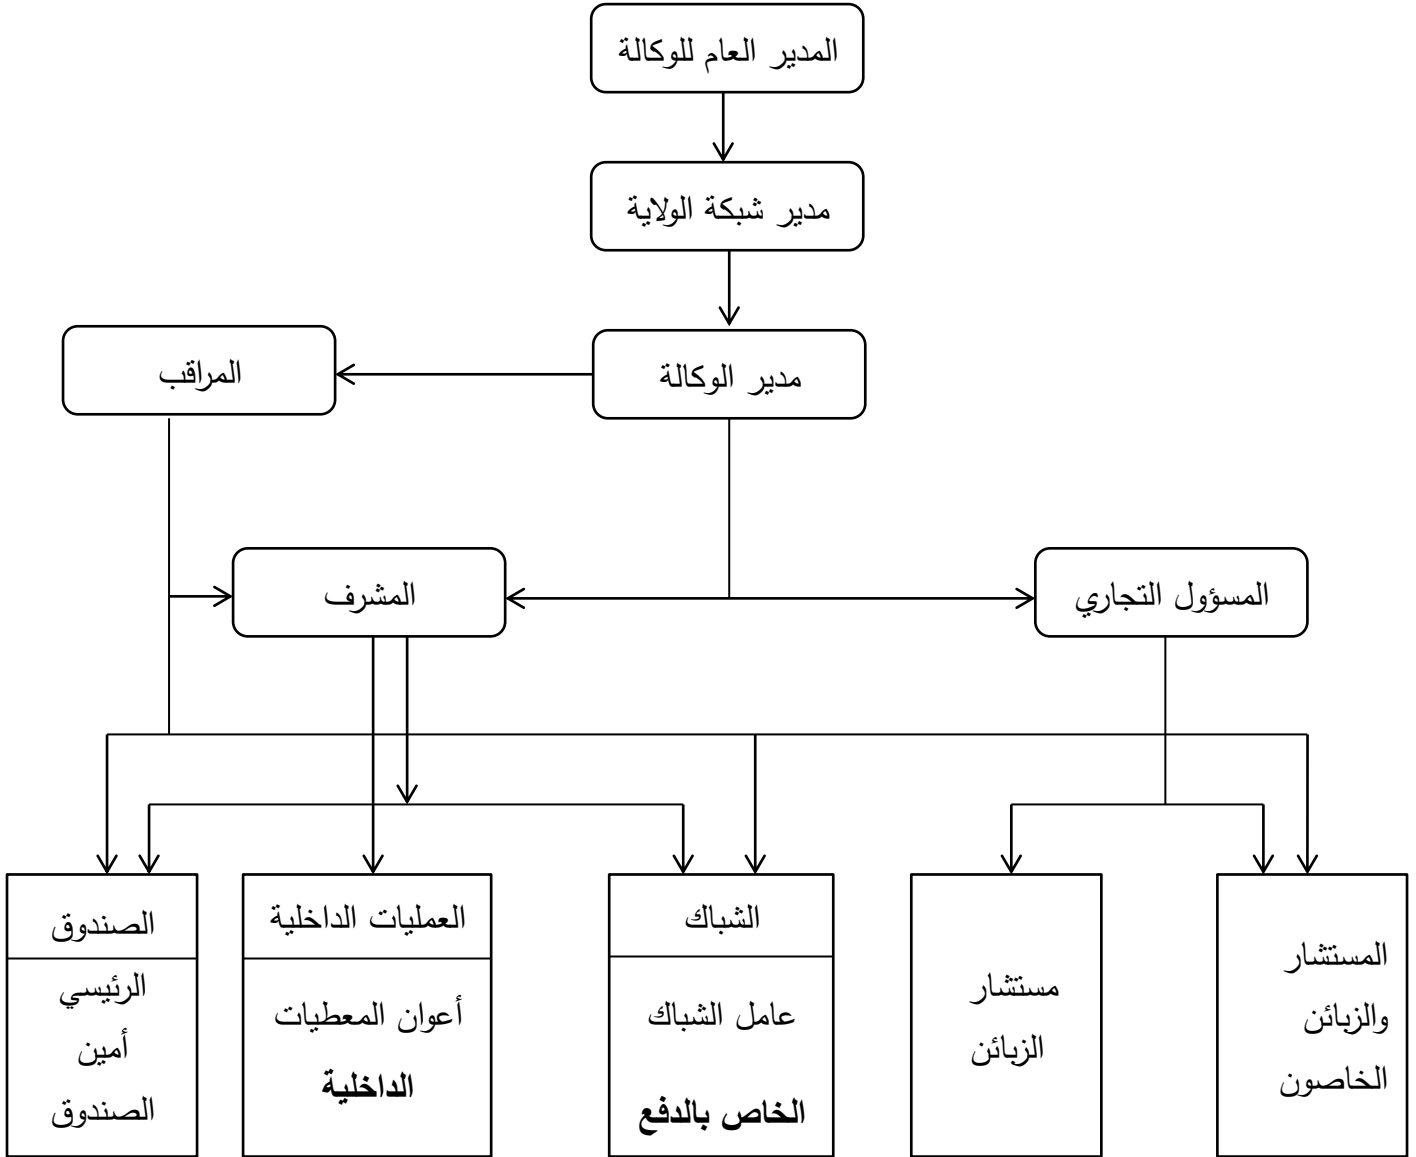 المدير العام للوكالة
مدير شبكة الولاية
مدير الوكالة
المراقب
المسؤول التجاري
المشرف
المستشار
والزبائن
الخاصون
مستشار
الزبائن
الشباك
عامل الشباك
الخاص بالدفع
العمليات الداخلية
أعوان المعطيات
الداخلية
الصندوق
الرئيسي
أمين
الصندوق